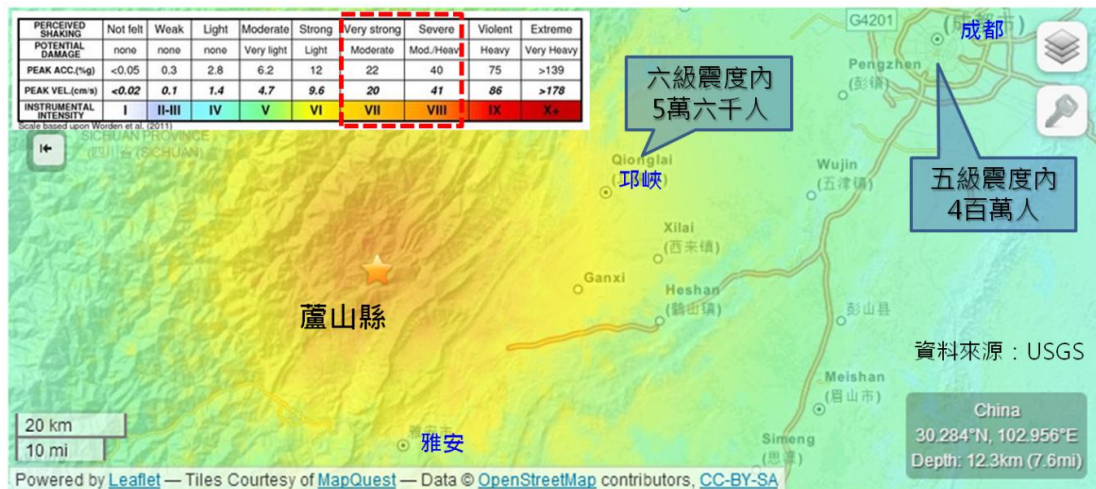 PERCEIVED SHAKING Not felt Weak Light Moderate Strong Very strong Severe Violent Extreme
POTENTIAL DAMAGE none none none Very light Light Moderate Mod./Heavy Heavy Very Heavy
PEAK ACC.(%g) <0.05 0.3 2.8 6.2 12 22 40 75 >139
PEAK VEL.(cm/s) <0.02 0.1 1.4 4.7 9.6 20 41 86 >178
INSTRUMENTAL INTENSITY I II-III IV V VI VII VIII IX X+
Scale based upon Worden et al. (2011)
SICHUAN PROVINCE
(四川省 (SICHUAN)
G4201
成都
Pengzhen
(彭镇)
六級震度內
5萬六千人
Qionglai
邛峽
Wujin
(五津镇)
五級震度內
4百萬人
Xilai
(西来镇)
Ganxi
Heshan
(鹤山镇)
蘆山縣
彭山县
資料來源：USGS
Meishan
(眉山市)
Simeng
雅安
20 km
10 mi
China
30.284°N, 102.956°E
Depth: 12.3km (7.6mi)
Powered by Leaflet — Tiles Courtesy of MapQuest — Data © OpenStreetMap contributors, CC-BY-SA